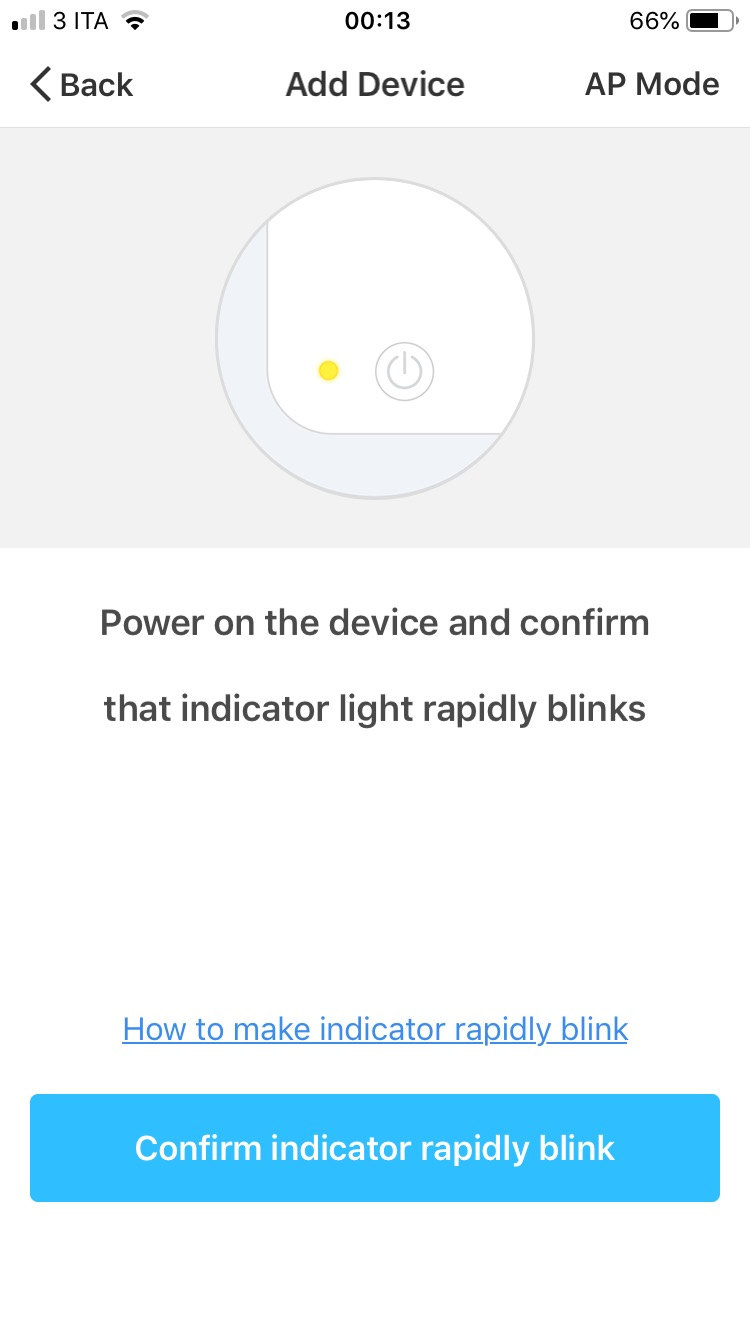 3 ITA 00:13 66%
Back Add Device AP Mode
Power on the device and confirm
that indicator light rapidly blinks
How to make indicator rapidly blink
Confirm indicator rapidly blink